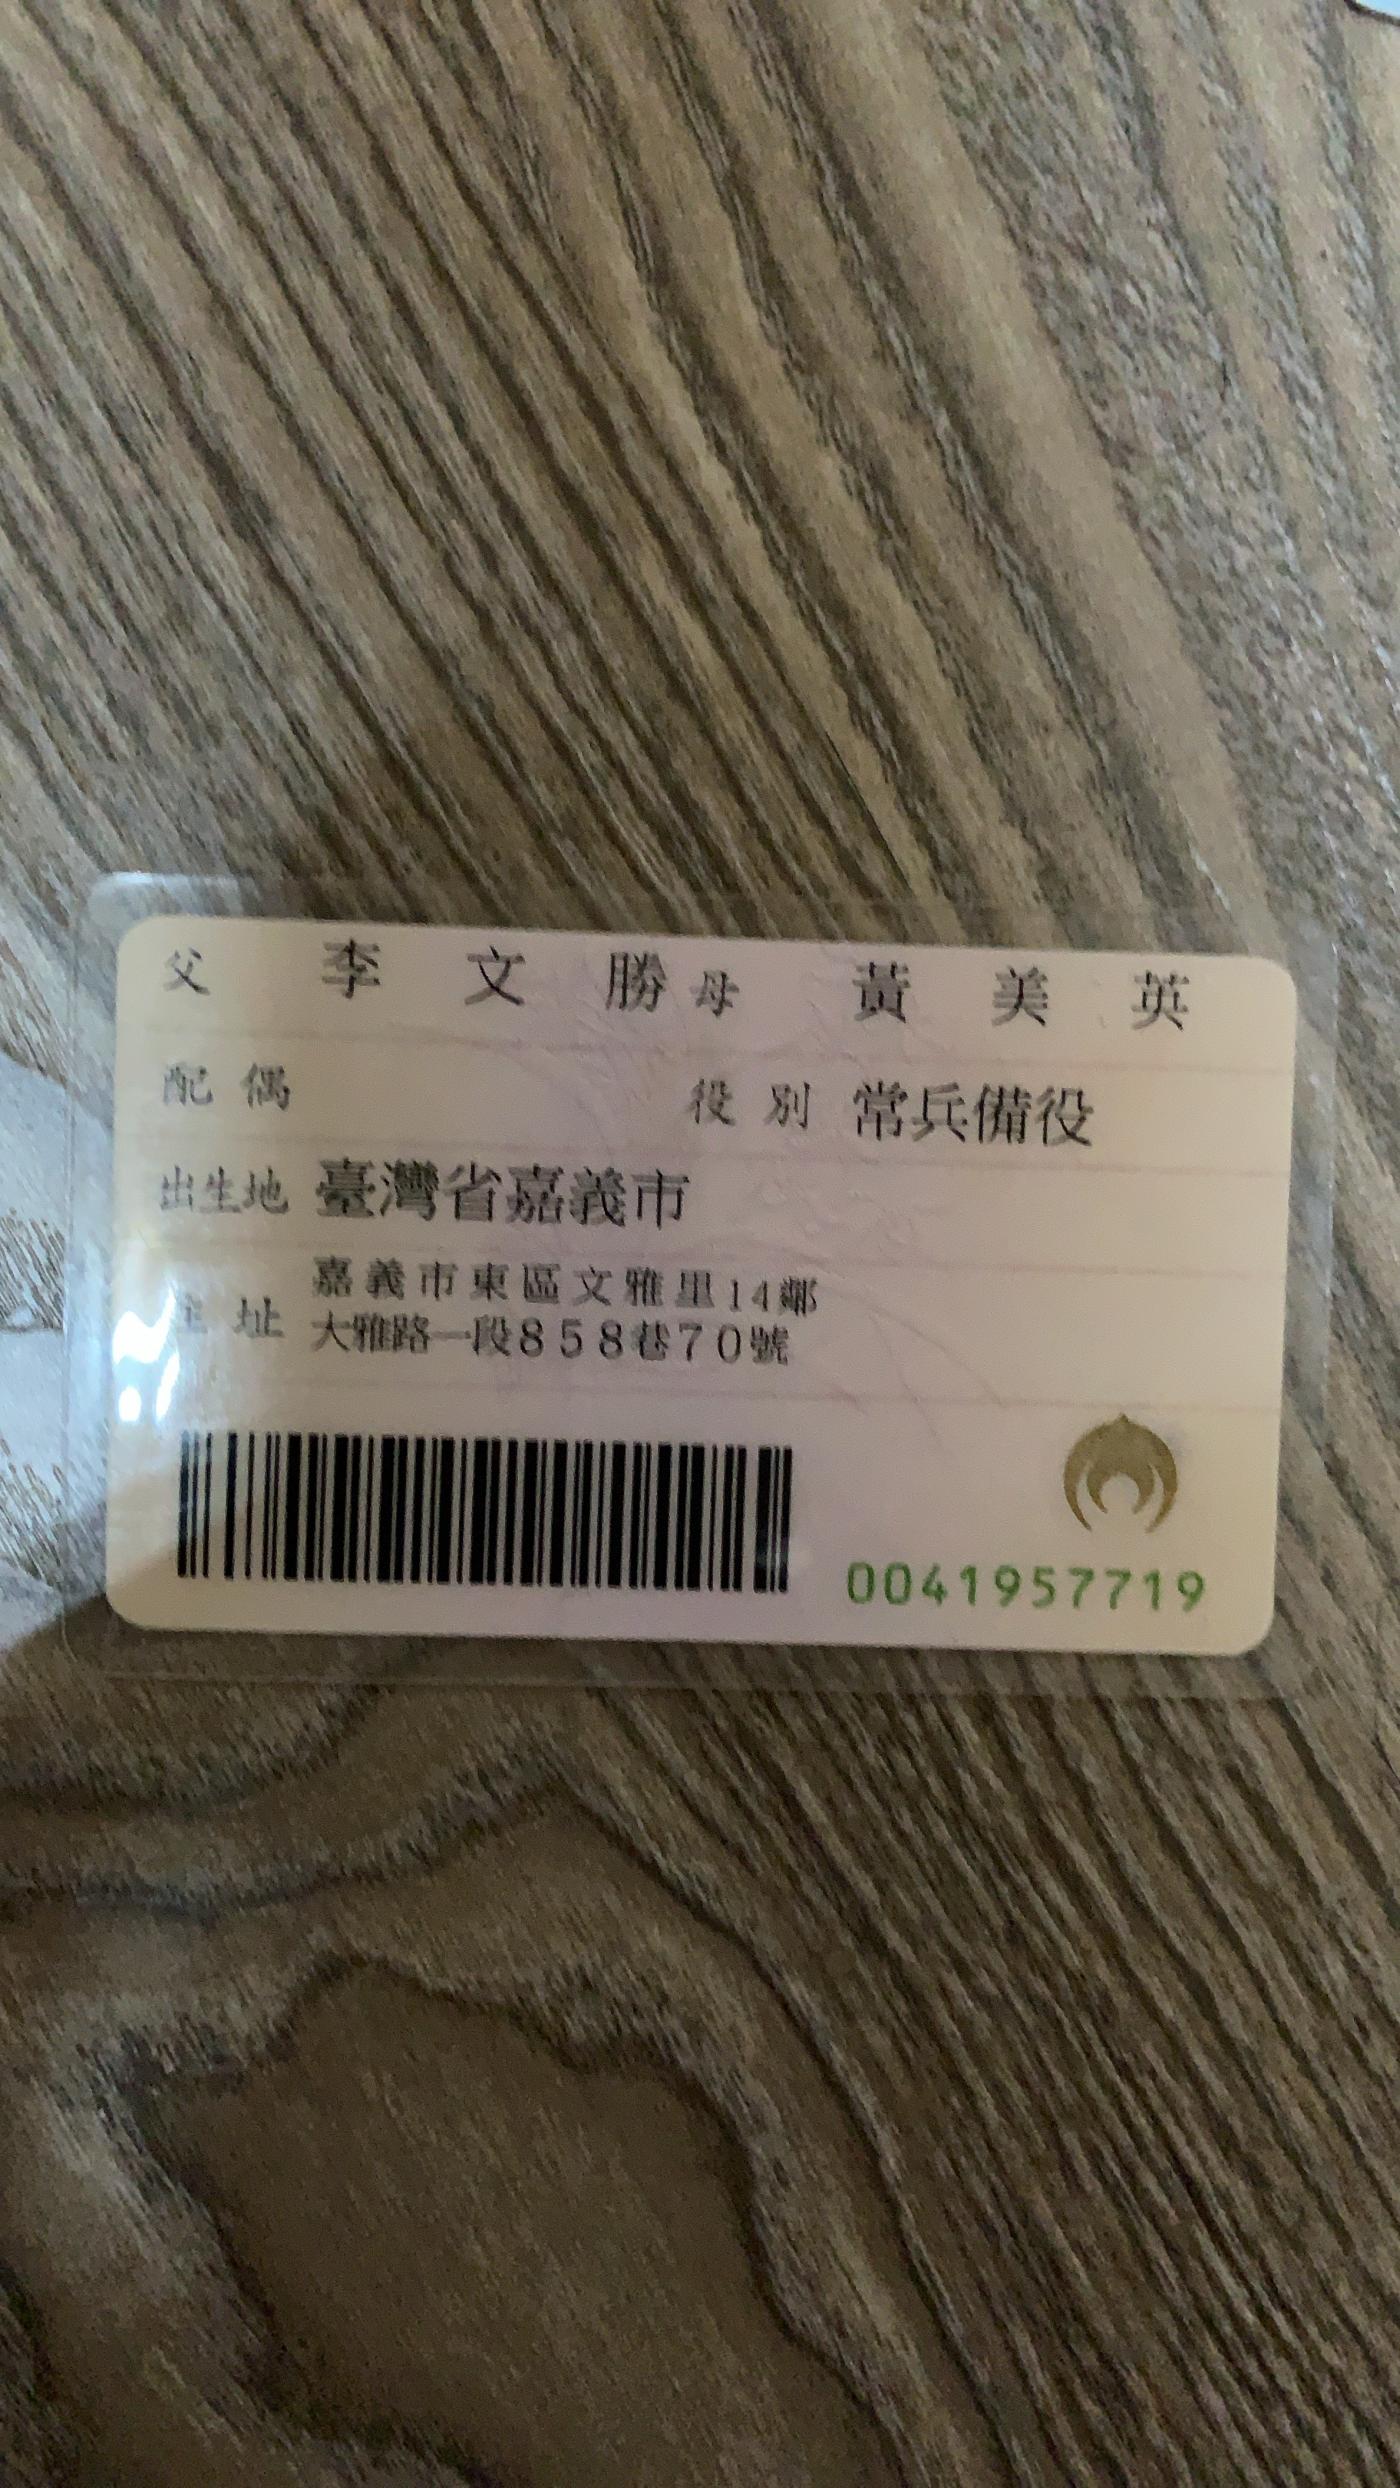 父 李文勝 母 黃美英
配偶 役別 常兵備役
出生地 臺灣省嘉義市
住址 嘉義市東區文雅里14鄰
大雅路一段858巷70號
0041957719